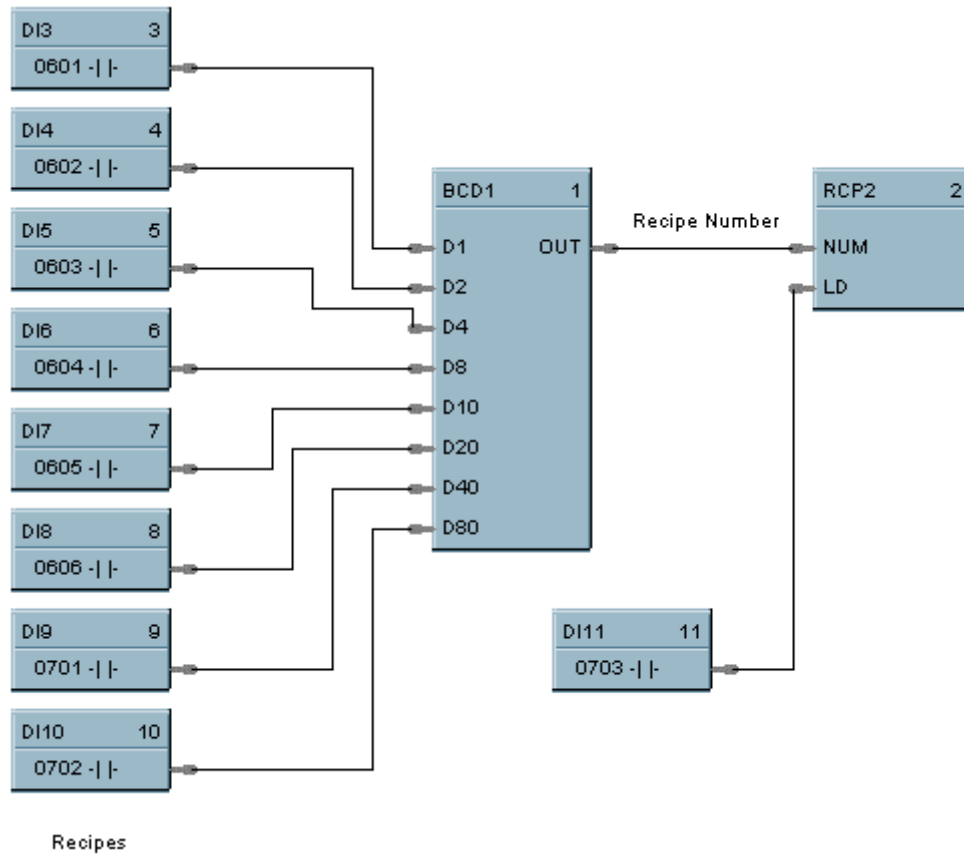 DI3 3
0601 -| |-
DI4 4
0602 -| |-
DI5 5
0603 -| |-
DI6 6
0604 -| |-
DI7 7
0605 -| |-
DI8 8
0606 -| |-
DI9 9
0701 -| |-
DI10 10
0702 -| |-
Recipes
BCD1 1
D1 OUT
D2
D4
D8
D10
D20
D40
D80
Recipe Number
RCP2 2
NUM
LD
DI11 11
0703 -| |-